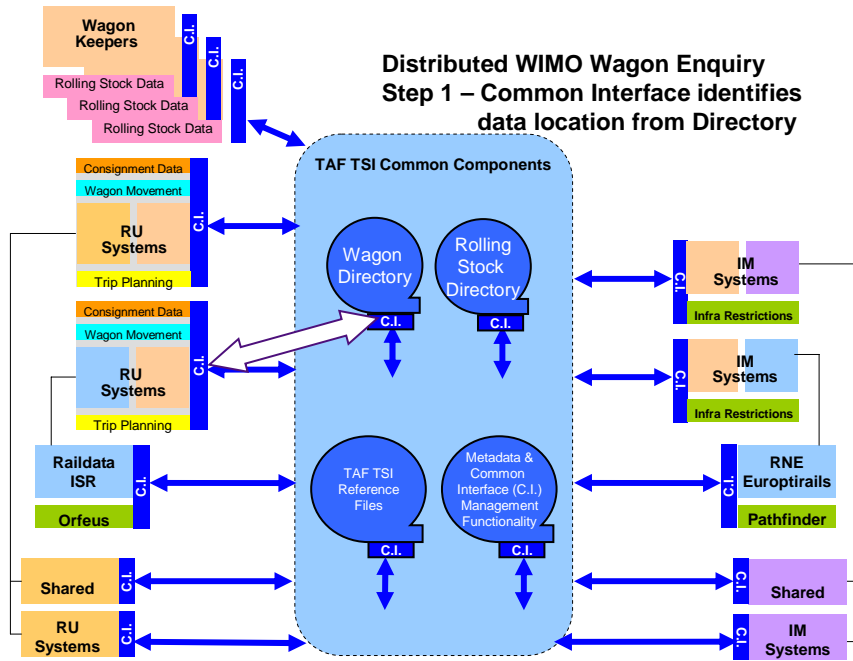 Wagon
Keepers
C.I.
C.I.
C.I.
Rolling Stock Data
Rolling Stock Data
Rolling Stock Data
Distributed WIMO Wagon Enquiry
Step 1 – Common Interface identifies
data location from Directory
TAF TSI Common Components
Consignment Data
Wagon Movement
RU
Systems
Trip Planning
C.I.
Consignment Data
Wagon Movement
RU
Systems
Trip Planning
C.I.
Raildata
ISR
Orfeus
C.I.
Shared
C.I.
RU
Systems
C.I.
Wagon
Directory
C.I.
Rolling
Stock
Directory
C.I.
TAF TSI
Reference
Files
C.I.
Metadata &
Common
Interface (C.I.)
Management
Functionality
C.I.
C.I.
IM
Systems
Infra Restrictions
C.I.
IM
Systems
Infra Restrictions
C.I.
RNE
Europtirails
Pathfinder
C.I.
Shared
C.I.
IM
Systems